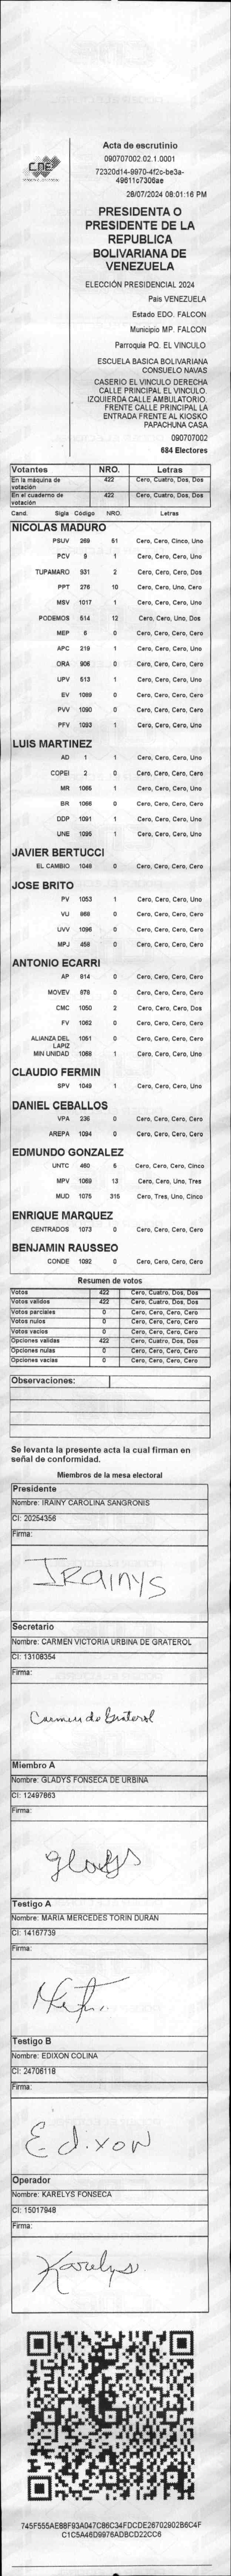 CNE
Acta de escrutinio
090707002.02.1.0001
72320d14-9970-4f2c-be3a-
49611c7306ae
28/07/2024 08:01:16 PM
PRESIDENTA O
PRESIDENTE DE LA
REPUBLICA
BOLIVARIANA DE
VENEZUELA
ELECCIÓN PRESIDENCIAL 2024
Pais VENEZUELA
Estado EDO. FALCON
Municipio MP. FALCON
Parroquia PQ. EL VINCULO
ESCUELA BASICA BOLIVARIANA
CONSUELO NAVAS
CASERIO EL VINCULO DERECHA
CALLE PRINCIPAL EL VINCULO.
IZQUIERDA CALLE AMBULATORIO.
FRENTE CALLE PRINCIPAL LA
ENTRADA FRENTE AL KIOSKO
PAPACHUNA CASA
090707002
684 Electores
Votantes NRO. Letras
En la máquina de votación 422 Cero, Cuatro, Dos, Dos
En el cuaderno de votación 422 Cero, Cuatro, Dos, Dos
Cand. Sigla Código NRO. Letras
NICOLAS MADURO
PSUV 269 51 Cero, Cero, Cinco, Uno
PCV 9 1 Cero, Cero, Cero, Uno
TUPAMARO 931 2 Cero, Cero, Cero, Dos
PPT 276 10 Cero, Cero, Uno, Cero
MSV 1017 1 Cero, Cero, Cero, Uno
PODEMOS 514 12 Cero, Cero, Uno, Dos
MEP 6 0 Cero, Cero, Cero, Cero
APC 219 1 Cero, Cero, Cero, Uno
ORA 906 0 Cero, Cero, Cero, Cero
UPV 513 1 Cero, Cero, Cero, Uno
EV 1089 0 Cero, Cero, Cero, Cero
PVV 1090 0 Cero, Cero, Cero, Cero
PFV 1093 1 Cero, Cero, Cero, Uno
LUIS MARTINEZ
AD 1 1 Cero, Cero, Cero, Uno
COPEI 2 0 Cero, Cero, Cero, Cero
MR 1065 1 Cero, Cero, Cero, Uno
BR 1066 0 Cero, Cero, Cero, Cero
DDP 1091 1 Cero, Cero, Cero, Uno
UNE 1095 1 Cero, Cero, Cero, Uno
JAVIER BERTUCCI
EL CAMBIO 1048 0 Cero, Cero, Cero, Cero
JOSE BRITO
PV 1053 1 Cero, Cero, Cero, Uno
VU 868 0 Cero, Cero, Cero, Cero
UVV 1096 0 Cero, Cero, Cero, Cero
MPJ 458 0 Cero, Cero, Cero, Cero
ANTONIO ECARRI
AP 814 0 Cero, Cero, Cero, Cero
MOVEV 878 0 Cero, Cero, Cero, Cero
CMC 1050 2 Cero, Cero, Cero, Dos
FV 1062 0 Cero, Cero, Cero, Cero
ALIANZA DEL LAPIZ 1051 0 Cero, Cero, Cero, Cero
MIN UNIDAD 1068 1 Cero, Cero, Cero, Uno
CLAUDIO FERMIN
SPV 1049 1 Cero, Cero, Cero, Uno
DANIEL CEBALLOS
VPA 236 0 Cero, Cero, Cero, Cero
AREPA 1094 0 Cero, Cero, Cero, Cero
EDMUNDO GONZALEZ
UNTC 460 5 Cero, Cero, Cero, Cinco
MPV 1069 13 Cero, Cero, Uno, Tres
MUD 1075 315 Cero, Tres, Uno, Cinco
ENRIQUE MARQUEZ
CENTRADOS 1073 0 Cero, Cero, Cero, Cero
BENJAMIN RAUSSEO
CONDE 1092 0 Cero, Cero, Cero, Cero
Resumen de votos
Votos 422 Cero, Cuatro, Dos, Dos
Votos validos 422 Cero, Cuatro, Dos, Dos
Votos parciales 0 Cero, Cero, Cero, Cero
Votos nulos 0 Cero, Cero, Cero, Cero
Votos vacios 0 Cero, Cero, Cero, Cero
Opciones validas 422 Cero, Cuatro, Dos, Dos
Opciones nulas 0 Cero, Cero, Cero, Cero
Opciones vacias 0 Cero, Cero, Cero, Cero
Observaciones:
Se levanta la presente acta la cual firman en
señal de conformidad.
Miembros de la mesa electoral
Presidente
Nombre: IRAINY CAROLINA SANGRONIS
CI: 20254356
Firma:
IRAINYS
Secretario
Nombre: CARMEN VICTORIA URBINA DE GRATEROL
CI: 13108354
Firma:
Carmen de Graterol
Miembro A
Nombre: GLADYS FONSECA DE URBINA
CI: 12497863
Firma:
gladys
Testigo A
Nombre: MARIA MERCEDES TORIN DURAN
CI: 14167739
Firma:
Testigo B
Nombre: EDIXON COLINA
CI: 24706118
Firma:
Edixon
Operador
Nombre: KARELYS FONSECA
CI: 15017948
Firma:
Karelys
745F555AE88F93A047C86C34FDCDE26702902B6C4F
C1C5A46D9976ADBCD22CC6